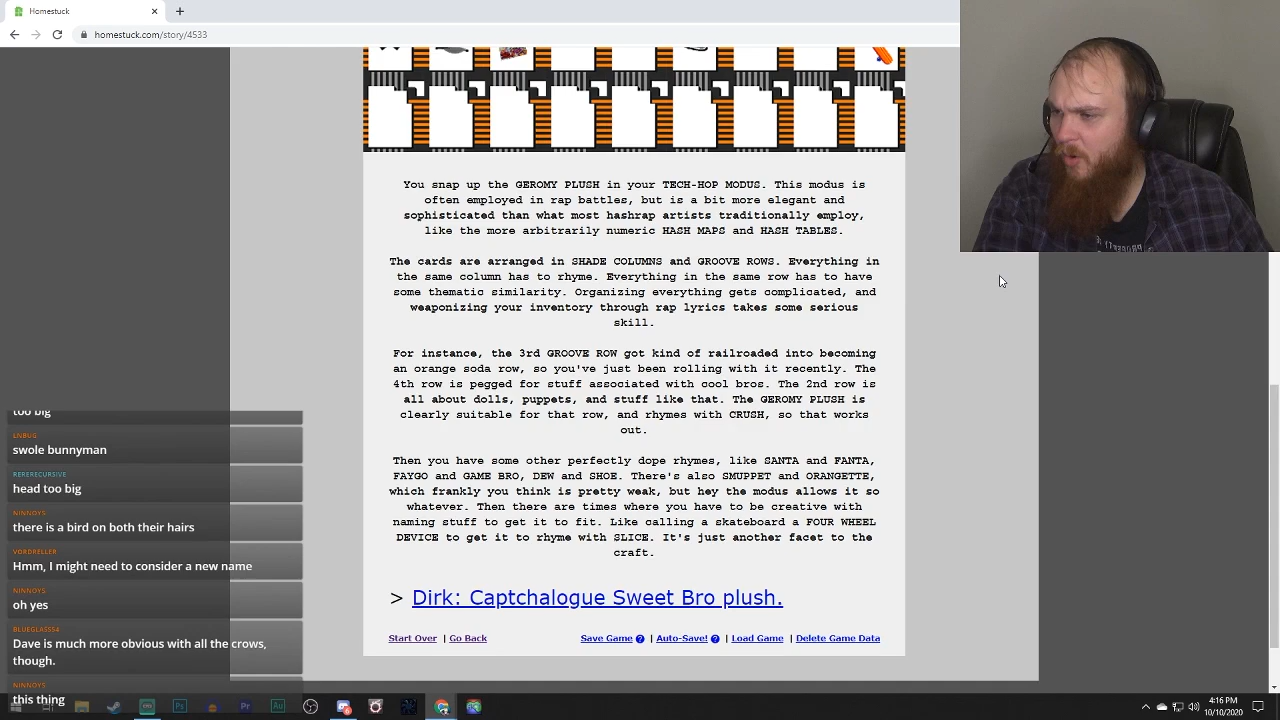 Homestuck
homestuck.com/story/4533
You snap up the GEROMY PLUSH in your TECH-HOP MODUS. This modus is
often employed in rap battles, but is a bit more elegant and
sophisticated than what most hashrap artists traditionally employ,
like the more arbitrarily numeric HASH MAPS and HASH TABLES.
The cards are arranged in SHADE COLUMNS and GROOVE ROWS. Everything in
the same column has to rhyme. Everything in the same row has to have
some thematic similarity. Organizing everything gets complicated, and
weaponizing your inventory through rap lyrics takes some serious
skill.
For instance, the 3rd GROOVE ROW got kind of railroaded into becoming
an orange soda row, so you've just been rolling with it recently. The
4th row is pegged for stuff associated with cool bros. The 2nd row is
all about dolls, puppets, and stuff like that. The GEROMY PLUSH is
clearly suitable for that row, and rhymes with CRUSH, so that works
out.
Then you have some other perfectly dope rhymes, like SANTA and FANTA,
FAYGO and GAME BRO, DEW and SHOE. There's also SMUPPET and ORANGETTE,
which frankly you think is pretty weak, but hey the modus allows it so
whatever. Then there are times where you have to be creative with
naming stuff to get it to fit. Like calling a skateboard a FOUR WHEEL
DEVICE to get it to rhyme with SLICE. It's just another facet to the
craft.
> Dirk: Captchalogue Sweet Bro plush.
Start Over | Go Back Save Game ? | Auto-Save! ? | Load Game | Delete Game Data
too big
LNBUG
swole bunnyman
RERERECURSIVE
head too big
NINNOYS
there is a bird on both their hairs
VORDRELLER
Hmm, I might need to consider a new name
NINNOYS
oh yes
BLUEGLASS54
Dave is much more obvious with all the crows,
though.
NINNOYS
this thing
4:16 PM
10/10/2020